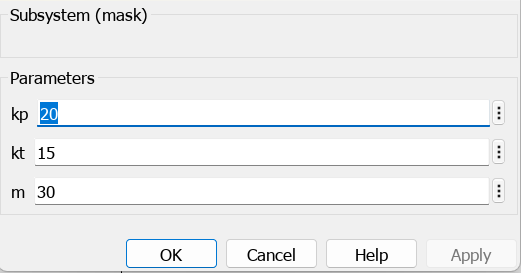 Subsystem (mask)
Parameters
kp 20
kt 15
m 30
OK Cancel Help Apply